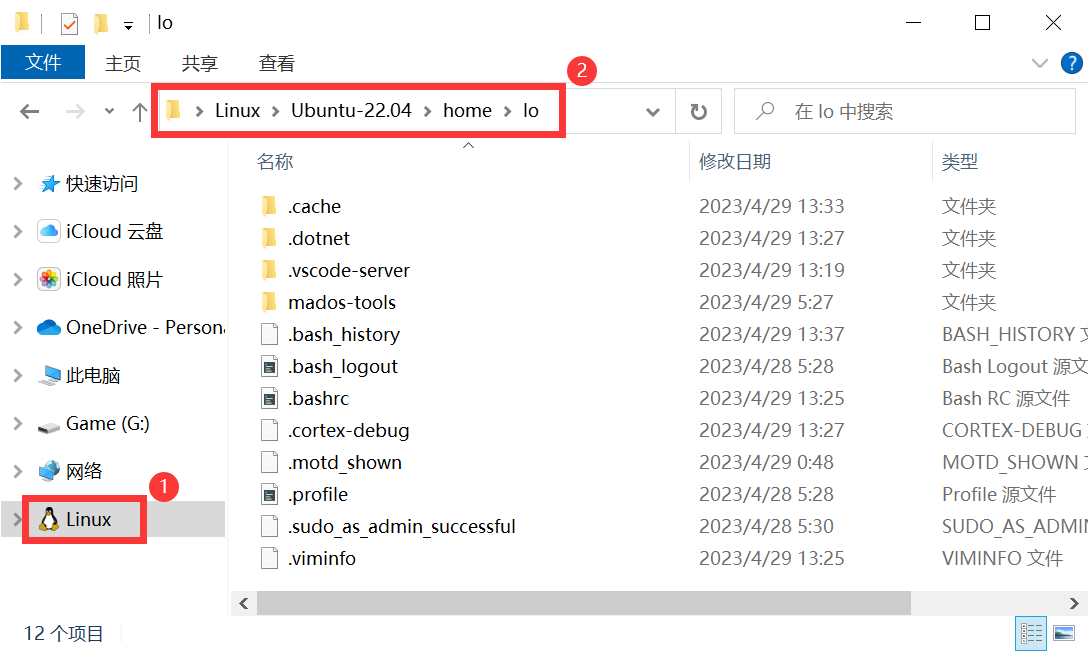 lo
文件 主页 共享 查看
2
Linux Ubuntu-22.04 home lo
在 lo 中搜索
快速访问
iCloud 云盘
iCloud 照片
OneDrive - Persona
此电脑
Game (G:)
网络
1
Linux
名称 修改日期 类型
.cache 2023/4/29 13:33 文件夹
.dotnet 2023/4/29 13:27 文件夹
.vscode-server 2023/4/29 13:19 文件夹
mados-tools 2023/4/29 5:27 文件夹
.bash_history 2023/4/29 13:37 BASH_HISTORY 文
.bash_logout 2023/4/28 5:28 Bash Logout 源文
.bashrc 2023/4/29 13:25 Bash RC 源文件
.cortex-debug 2023/4/29 13:27 CORTEX-DEBUG
.motd_shown 2023/4/29 0:48 MOTD_SHOWN
.profile 2023/4/28 5:28 Profile 源文件
.sudo_as_admin_successful 2023/4/28 5:30 SUDO_AS_ADMIN
.viminfo 2023/4/29 13:25 VIMINFO 文件
12 个项目